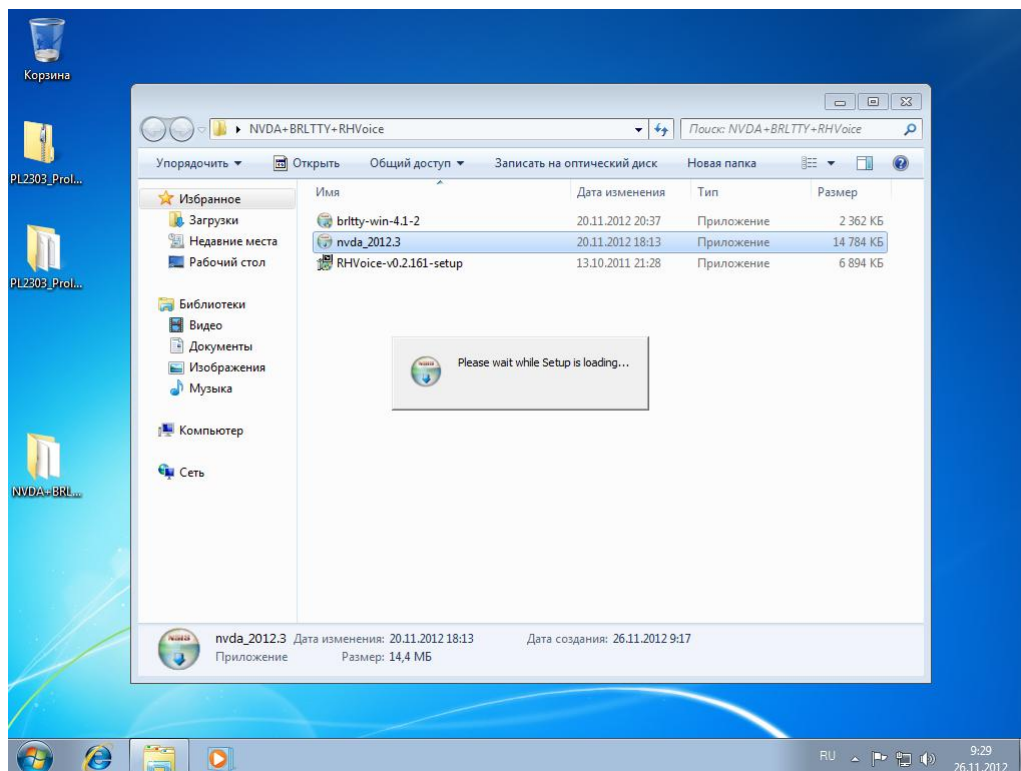 Корзина
PL2303_Prol...
PL2303_Prol...
NVDA+BRL...
NVDA+BRLTTY+RHVoice
Поиск: NVDA+BRLTTY+RHVoice
Упорядочить Открыть Общий доступ Записать на оптический диск Новая папка
Избранное
Загрузки
Недавние места
Рабочий стол
Библиотеки
Видео
Документы
Изображения
Музыка
Компьютер
Сеть
Имя Дата изменения Тип Размер
brltty-win-4.1-2 20.11.2012 20:37 Приложение 2 362 КБ
nvda_2012.3 20.11.2012 18:13 Приложение 14 784 КБ
RHVoice-v0.2.161-setup 13.10.2011 21:28 Приложение 6 894 КБ
Please wait while Setup is loading...
nvda_2012.3 Дата изменения: 20.11.2012 18:13 Дата создания: 26.11.2012 9:17
Приложение Размер: 14,4 МБ
RU 9:29
26.11.2012